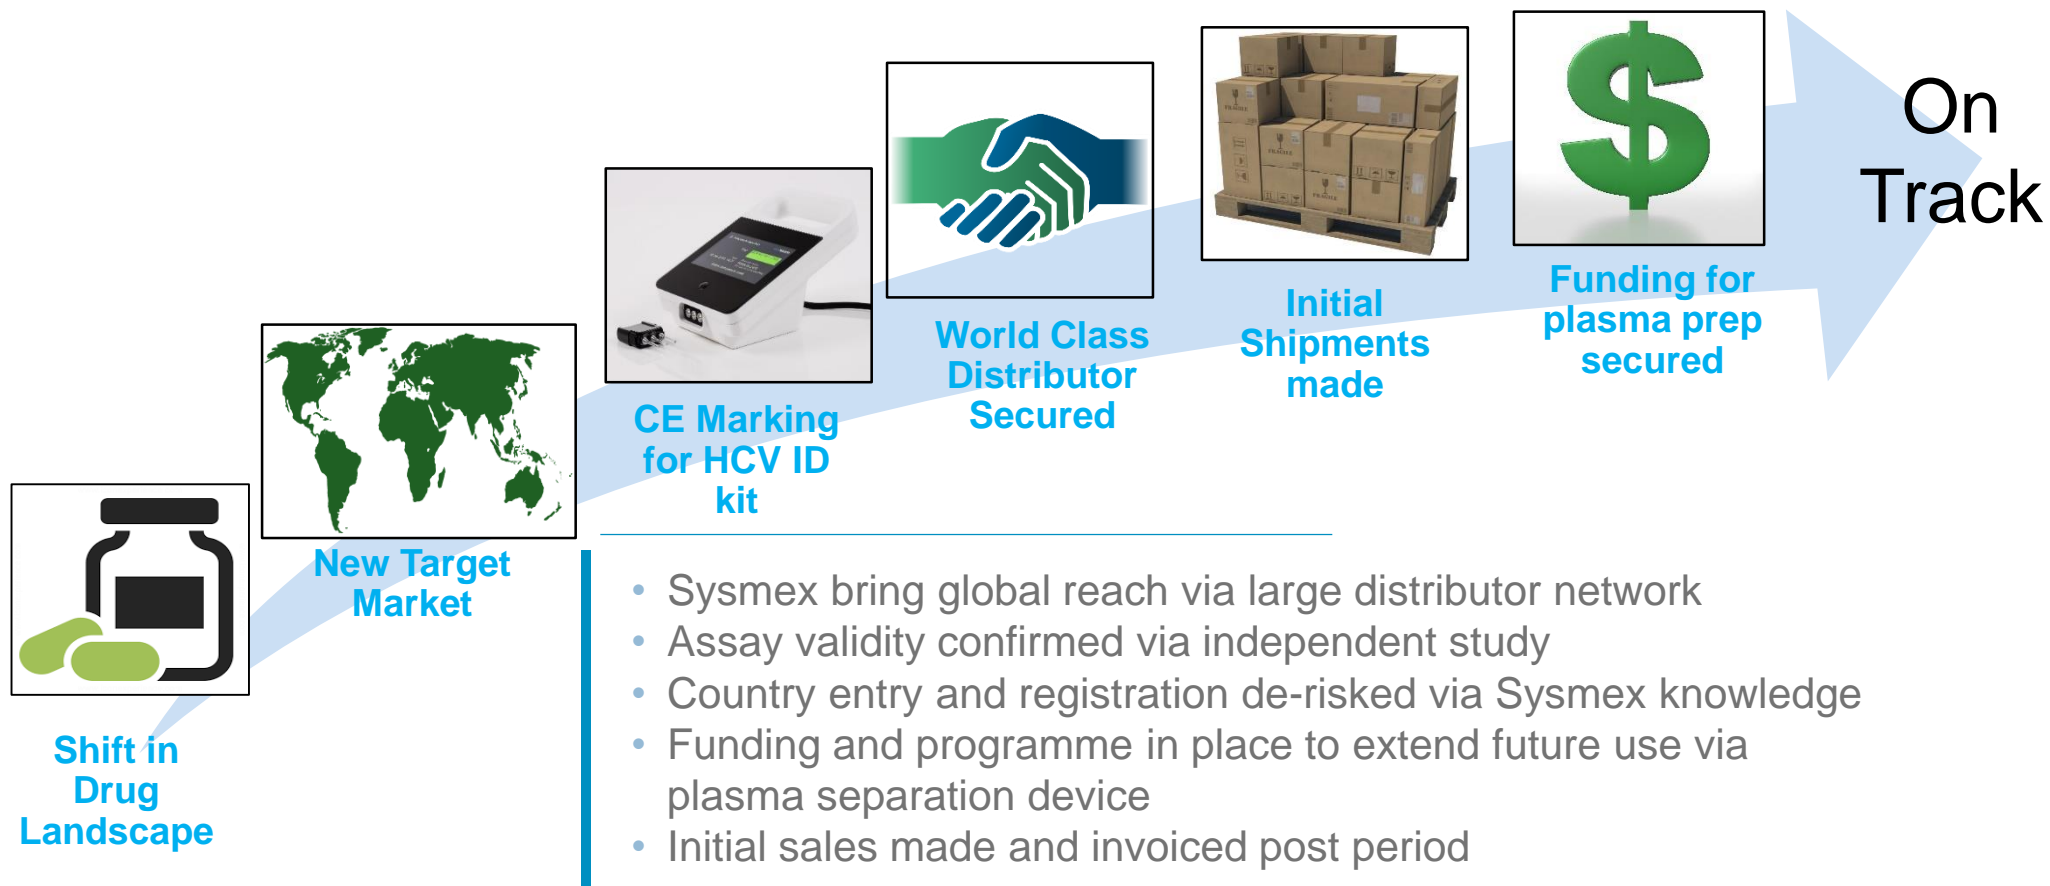 On
Track
Funding for
plasma prep
secured
Initial
Shipments
made
World Class
Distributor
Secured
CE Marking
for HCV ID
kit
New Target
Market
Shift in
Drug
Landscape
• Sysmex bring global reach via large distributor network
• Assay validity confirmed via independent study
• Country entry and registration de-risked via Sysmex knowledge
• Funding and programme in place to extend future use via
plasma separation device
• Initial sales made and invoiced post period